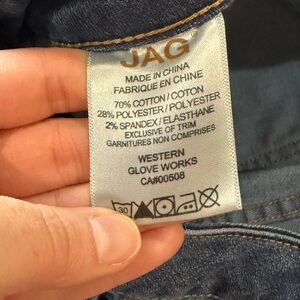 JAG
MADE IN CHINA
FABRIQUE EN CHINE
70% COTTON / COTON
28% POLYESTER / POLYESTER
2% SPANDEX / ELASTHANE
EXCLUSIVE OF TRIM
GARNITURES NON COMPRISES
WESTERN
GLOVE WORKS
CA#00508
30